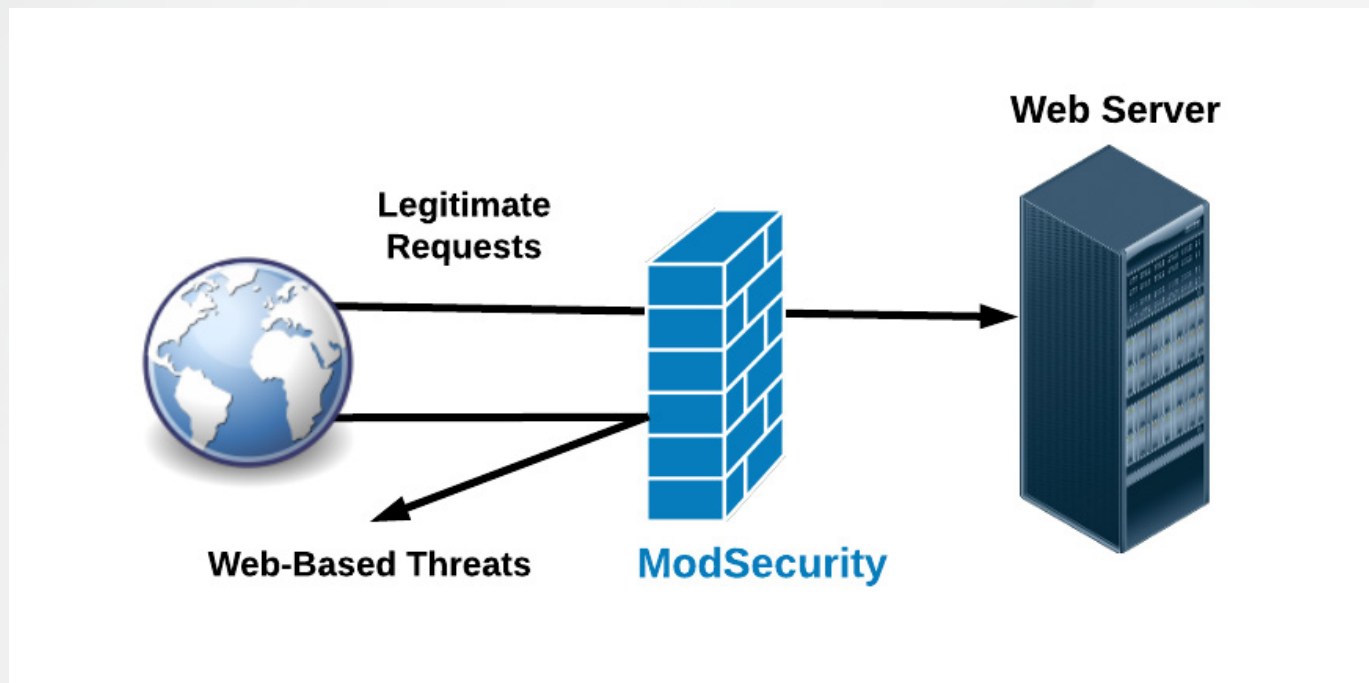 Web Server
Legitimate
Requests
Web-Based Threats
ModSecurity